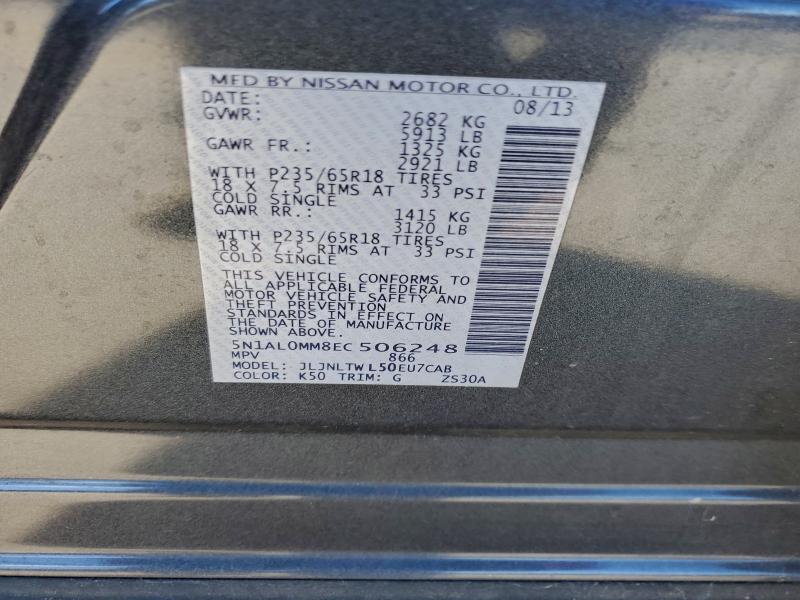 MFD BY NISSAN MOTOR CO., LTD.
DATE: 08/13
GVWR: 2682 KG
5913 LB
GAWR FR.: 1325 KG
2921 LB
WITH P235/65R18 TIRES
18 X 7.5 RIMS AT 33 PSI
COLD SINGLE
GAWR RR.: 1415 KG
3120 LB
WITH P235/65R18 TIRES
18 X 7.5 RIMS AT 33 PSI
COLD SINGLE
THIS VEHICLE CONFORMS TO
ALL APPLICABLE FEDERAL
MOTOR VEHICLE SAFETY AND
THEFT PREVENTION
STANDARDS IN EFFECT ON
THE DATE OF MANUFACTURE
SHOWN ABOVE.
5N1AL0MM8EC506248
MPV 866
MODEL: JLJNLTWL50EU7CAB
COLOR: K50 TRIM: G ZS30A